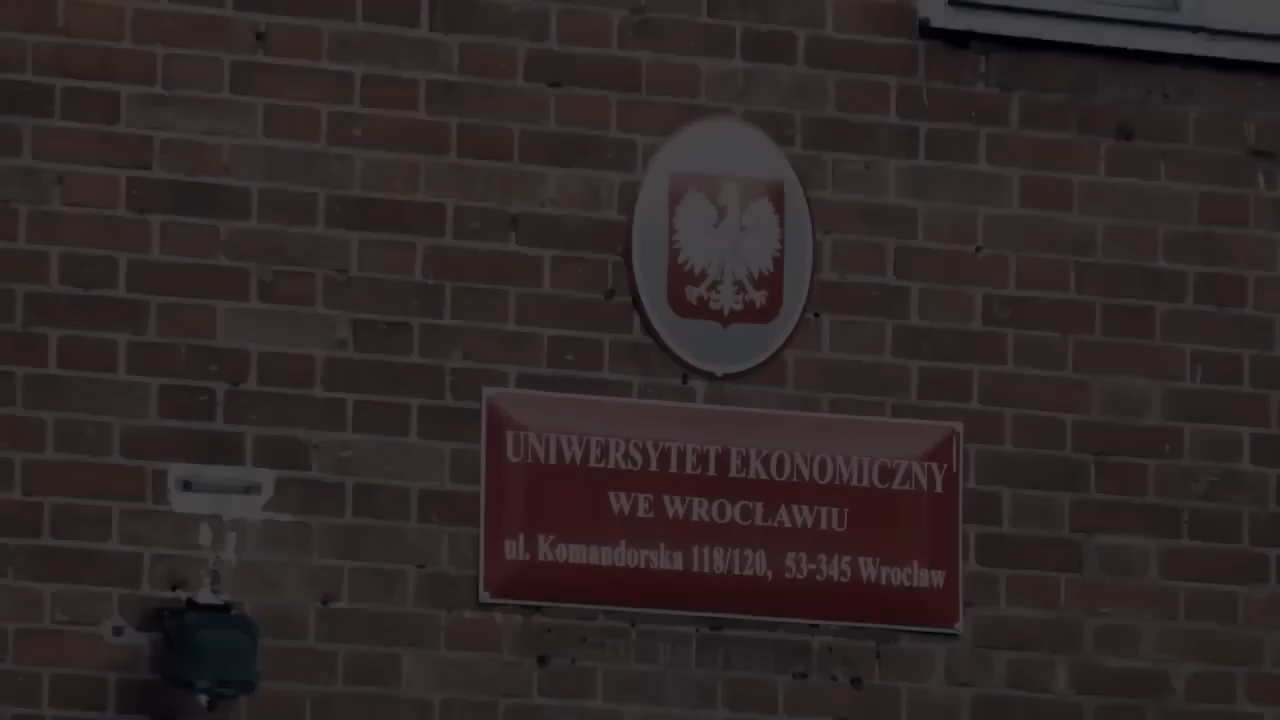 UNIWERSYTET EKONOMICZNY
WE WROCŁAWIU
ul. Komandorska 118/120, 53-345 Wrocław